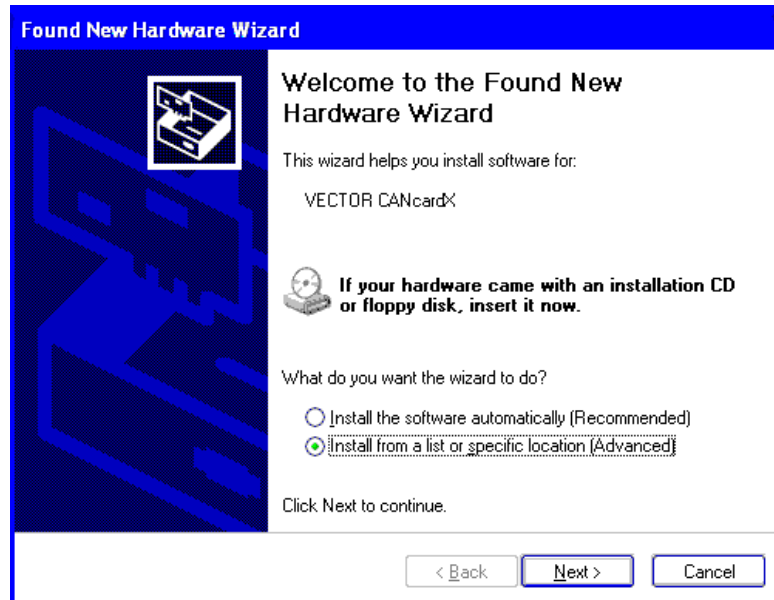 Found New Hardware Wizard
Welcome to the Found New
Hardware Wizard
This wizard helps you install software for:
VECTOR CANcardX
If your hardware came with an installation CD
or floppy disk, insert it now.
What do you want the wizard to do?
Install the software automatically (Recommended)
Install from a list or specific location (Advanced)
Click Next to continue.
< Back Next > Cancel